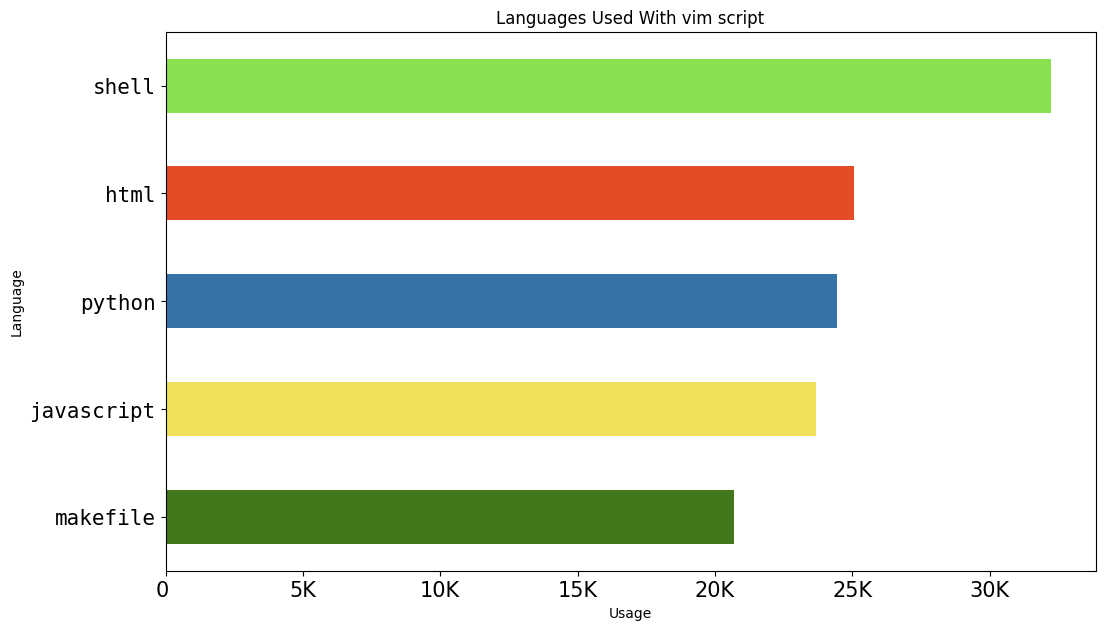 Languages Used With vim script
Language
shell
html
python
javascript
makefile
0 5K 10K 15K 20K 25K 30K
Usage